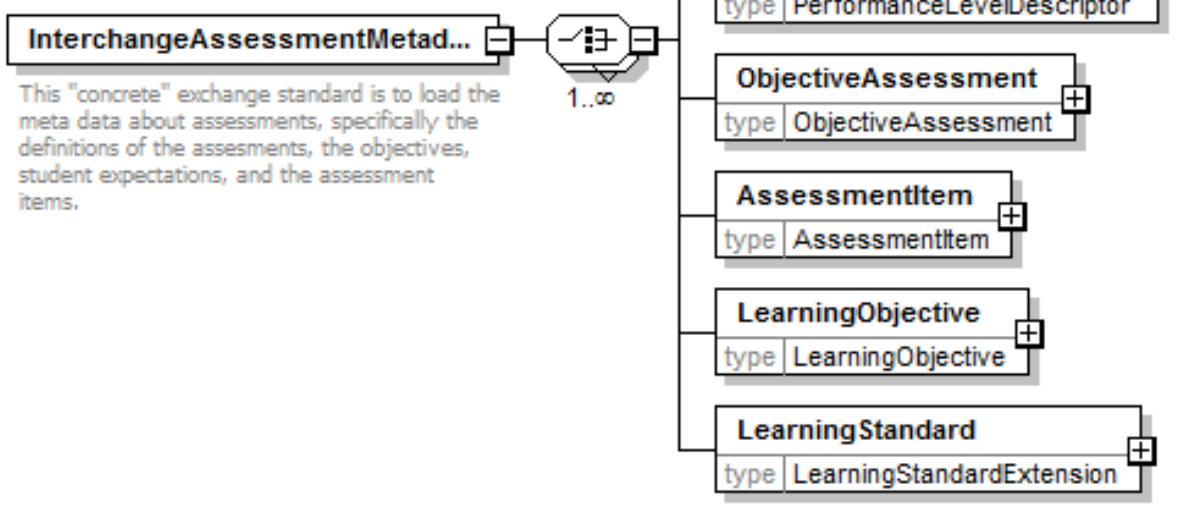 type PerformanceLevelDescriptor
InterchangeAssessmentMetad...
1..∞
This "concrete" exchange standard is to load the
meta data about assessments, specifically the
definitions of the assesments, the objectives,
student expectations, and the assessment
items.
ObjectiveAssessment
type ObjectiveAssessment
AssessmentItem
type AssessmentItem
LearningObjective
type LearningObjective
LearningStandard
type LearningStandardExtension